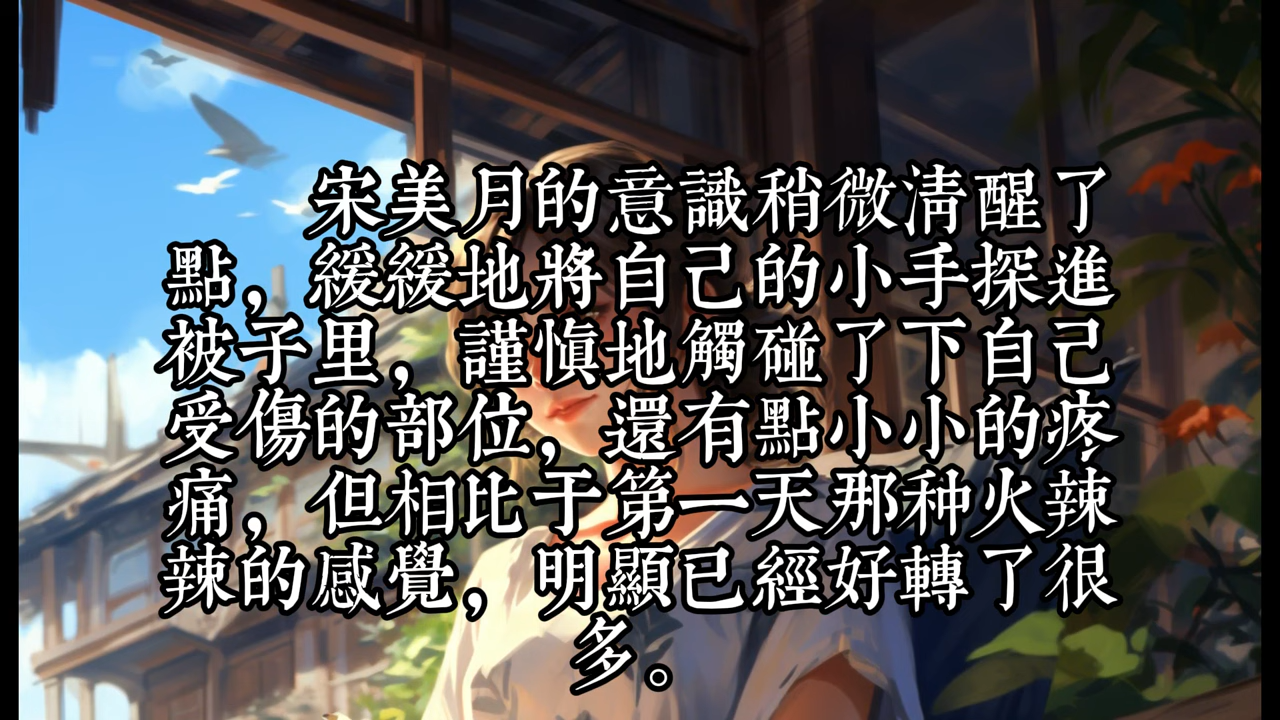 宋美月的意識稍微淸醒了
點，緩緩地將自己的小手探進
被子里，謹愼地觸碰了下自己
受傷的部位，還有點小小的疼
痛，但相比于第一天那种火辣
辣的感覺，明顯已經好轉了很
多。